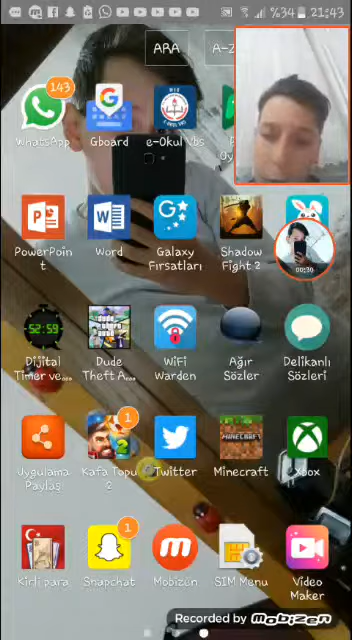 %34 21:43
ARA A-Z
143
WhatsApp Gboard e-Okul vbs
PowerPoin
t
Word
Galaxy
Fırsatları
Shadow
Fight 2
00:30
52:59
Dijital
Timer ve...
Dude
Theft A...
WiFi
Warden
Ağır
Sözler
Delikanlı
Sözleri
Uygulama
Paylaş
1
Kafa Topu
2
Twitter
MINECRAFT
Minecraft
Xbox
Kirli para
1
Snapchat
Mobizen
SIM Menu
Video
Maker
Recorded by mobizen